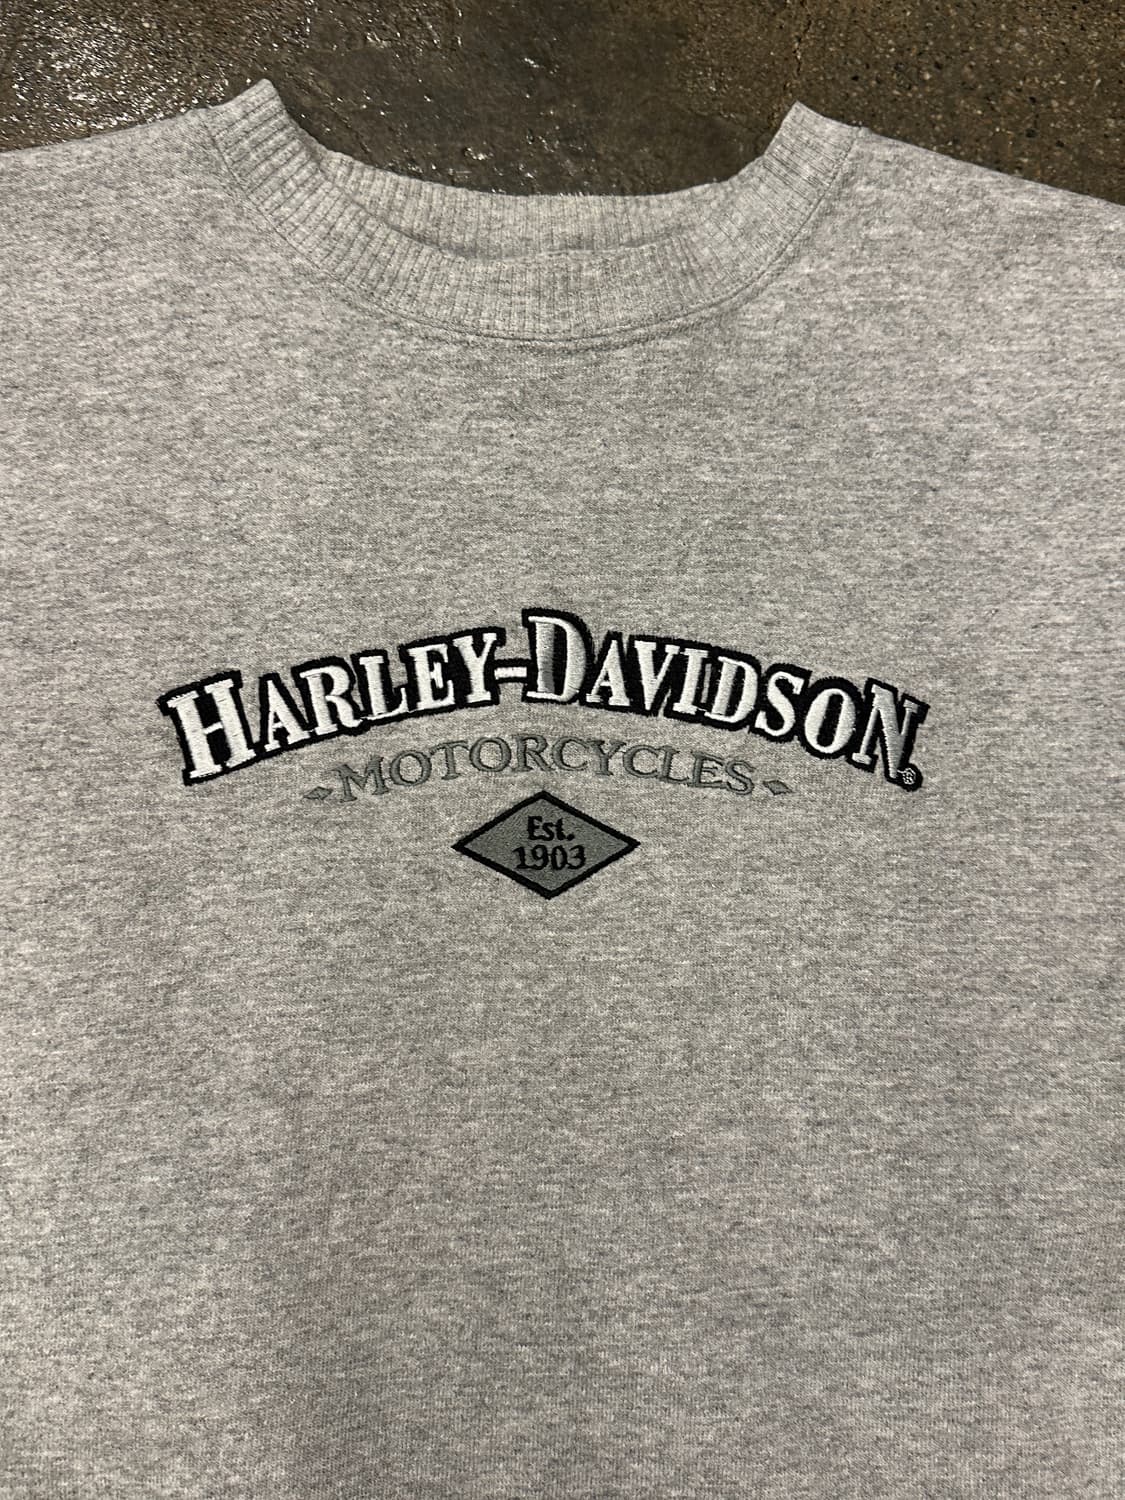 HARLEY-DAVIDSON®
MOTORCYCLES
Est.
1903